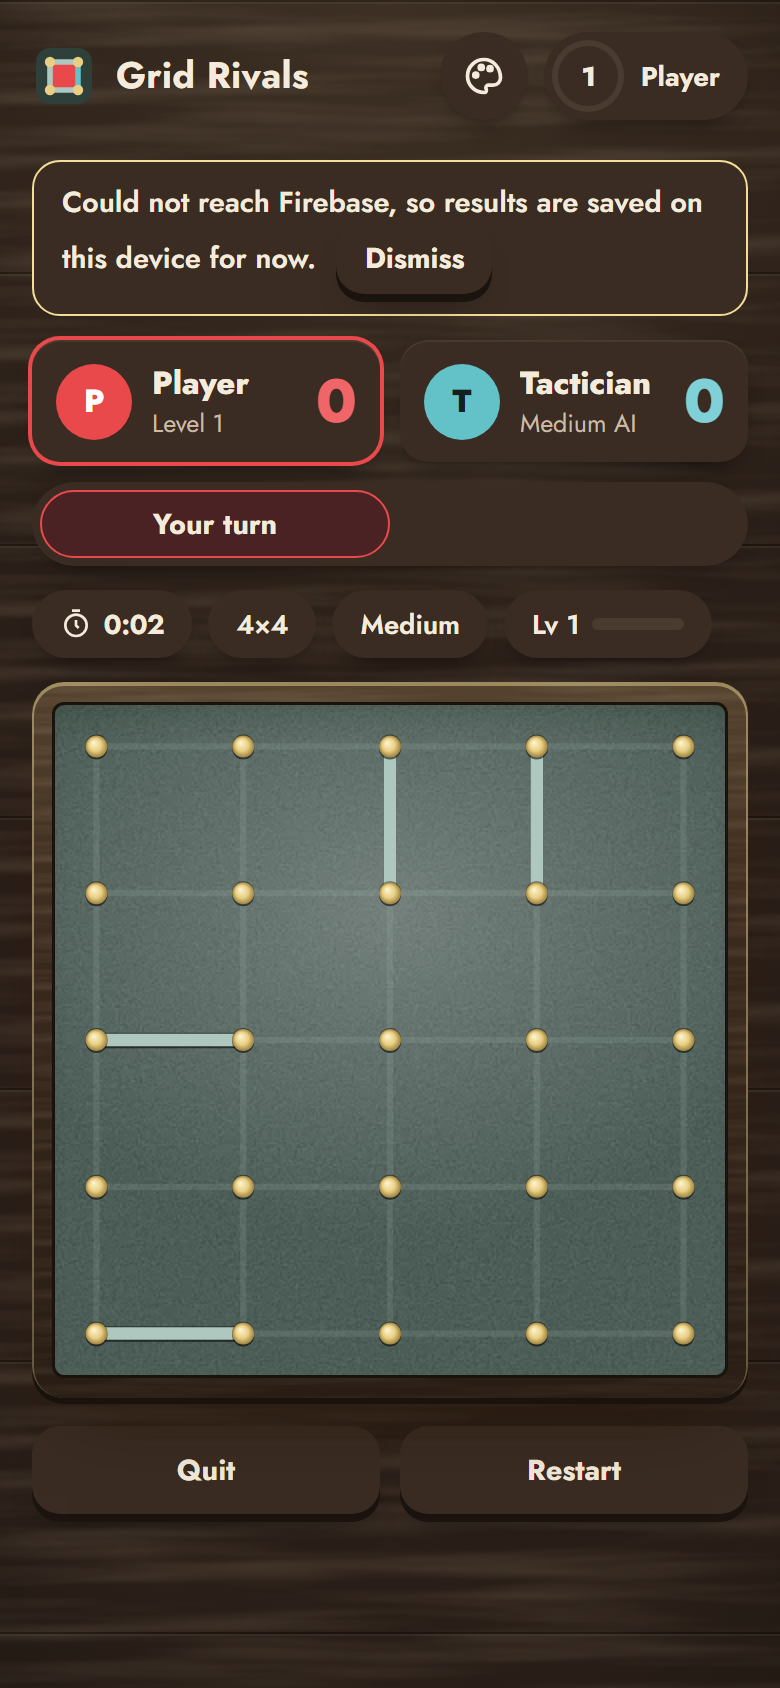 Grid Rivals
1 Player
Could not reach Firebase, so results are saved on
this device for now. Dismiss
P Player 0
Level 1
T Tactician 0
Medium AI
Your turn
0:02 4×4 Medium Lv 1
Quit Restart